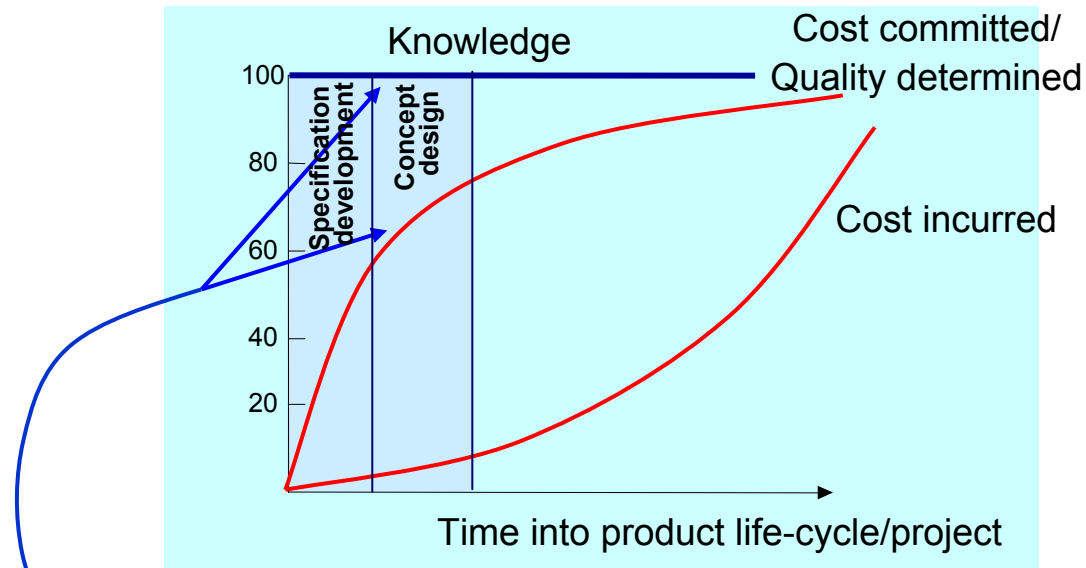 Knowledge
Cost committed/
Quality determined
100
80
60
40
20
Specification
development
Concept
design
Cost incurred
Time into product life-cycle/project